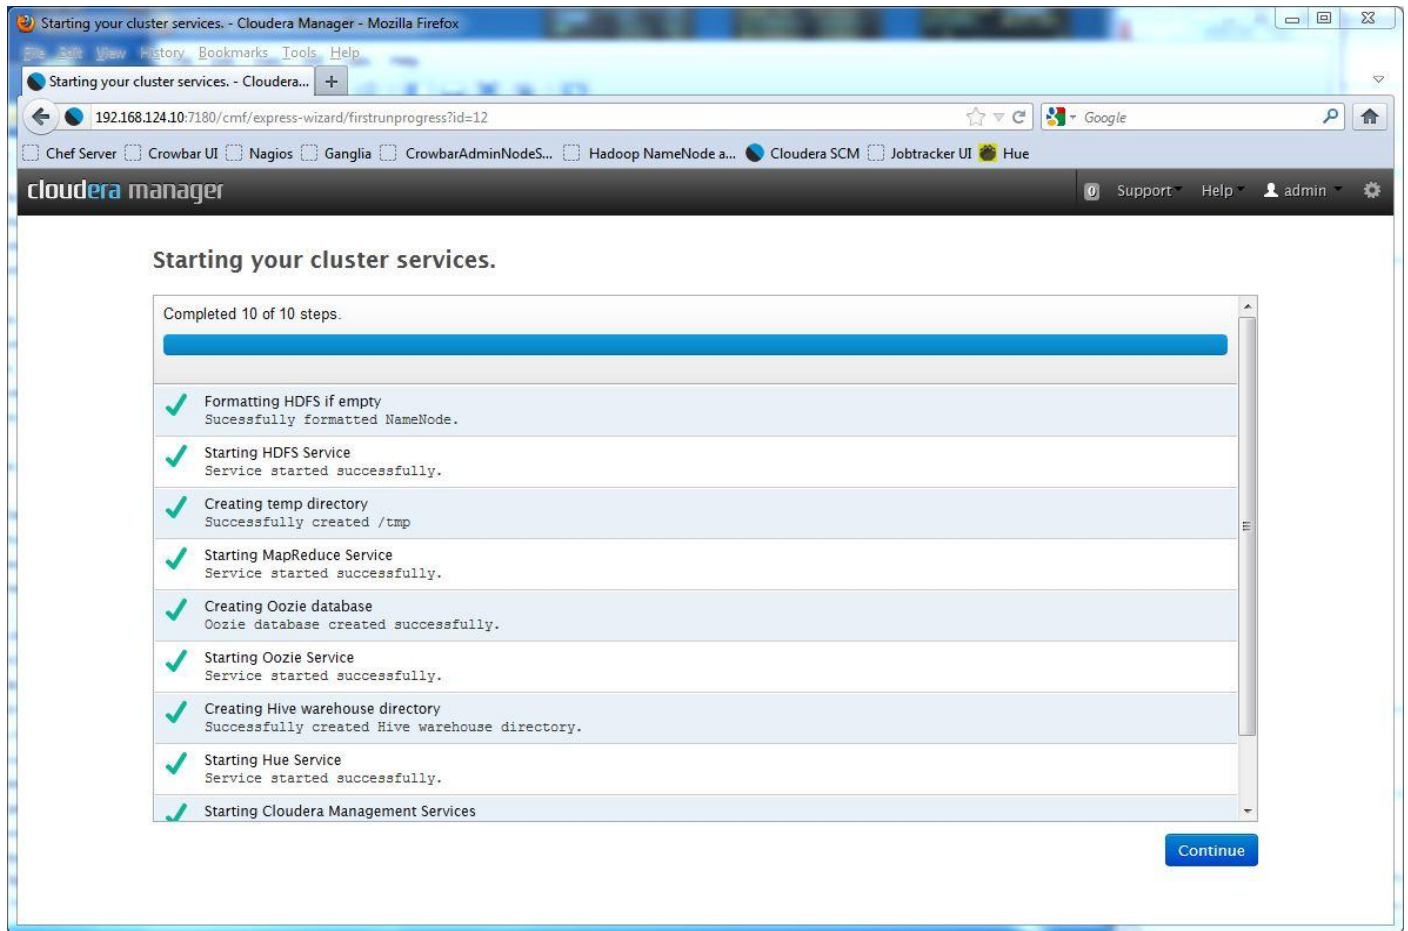 Starting your cluster services. - Cloudera Manager - Mozilla Firefox
File Edit View History Bookmarks Tools Help
Starting your cluster services. - Cloudera... +
192.168.124.10:7180/cmf/express-wizard/firstrunprogress?id=12 Google
Chef Server Crowbar UI Nagios Ganglia CrowbarAdminNodeS... Hadoop NameNode a... Cloudera SCM Jobtracker UI Hue
cloudera manager 0 Support Help admin
Starting your cluster services.
Completed 10 of 10 steps.
Formatting HDFS if empty
Sucessfully formatted NameNode.
Starting HDFS Service
Service started successfully.
Creating temp directory
Successfully created /tmp
Starting MapReduce Service
Service started successfully.
Creating Oozie database
Oozie database created successfully.
Starting Oozie Service
Service started successfully.
Creating Hive warehouse directory
Successfully created Hive warehouse directory.
Starting Hue Service
Service started successfully.
Starting Cloudera Management Services
Continue